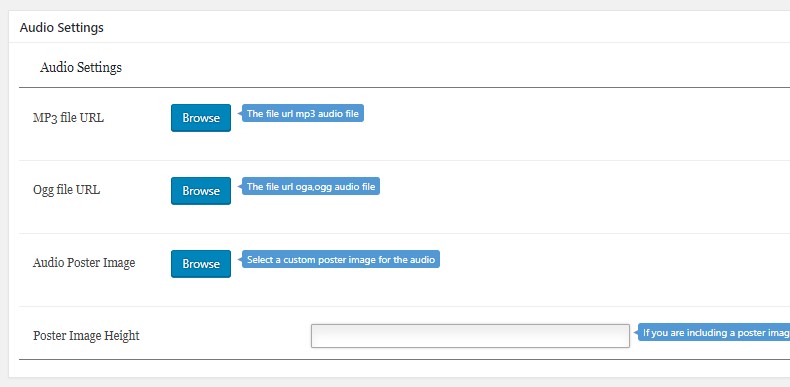 Audio Settings
Audio Settings
MP3 file URL Browse The file url mp3 audio file
Ogg file URL Browse The file url oga,ogg audio file
Audio Poster Image Browse Select a custom poster image for the audio
Poster Image Height If you are including a poster imag